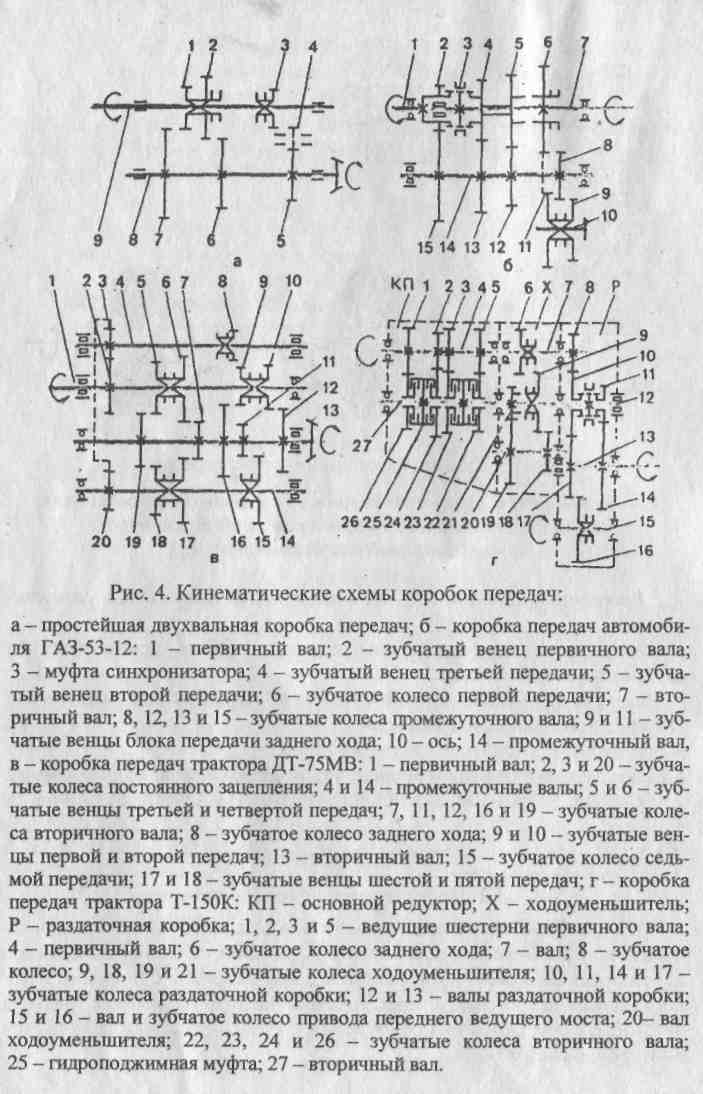 1 2 3 4
9 8 7 6 5
а
1 2 3 4 5 6 7
8
9
10
15 14 13 12 11
б
1 2 3 4 5 6 7 8 9 10
11
12
13
20 19 18 17 16 15 14
в
КП 1 2 3 4 5 6 Х 7 8 Р
9
10
11
12
27
13
26 25 24 23 22 21 20 19 18 17 14
15
16
г
Рис. 4. Кинематические схемы коробок передач:
а – простейшая двухвальная коробка передач; б – коробка передач автомоби-
ля ГАЗ-53-12: 1 – первичный вал; 2 – зубчатый венец первичного вала;
3 – муфта синхронизатора; 4 – зубчатый венец третьей передачи; 5 – зубча-
тый венец второй передачи; 6 – зубчатое колесо первой передачи; 7 – вто-
ричный вал; 8, 12, 13 и 15 – зубчатые колеса промежуточного вала; 9 и 11 – зуб-
чатые венцы блока передачи заднего хода; 10 – ось; 14 – промежуточный вал,
в – коробка передач трактора ДТ-75МВ: 1 – первичный вал; 2, 3 и 20 – зубча-
тые колеса постоянного зацепления; 4 и 14 – промежуточные валы; 5 и 6 – зуб-
чатые венцы третьей и четвертой передач; 7, 11, 12, 16 и 19 – зубчатые коле-
са вторичного вала; 8 – зубчатое колесо заднего хода; 9 и 10 – зубчатые вен-
цы первой и второй передач; 13 – вторичный вал; 15 – зубчатое колесо седь-
мой передачи; 17 и 18 – зубчатые венцы шестой и пятой передач; г – коробка
передач трактора Т-150К: КП – основной редуктор; Х – ходоуменьшитель;
Р – раздаточная коробка; 1, 2, 3 и 5 – ведущие шестерни первичного вала;
4 – первичный вал; 6 – зубчатое колесо заднего хода; 7 – вал; 8 – зубчатое
колесо; 9, 18, 19 и 21 – зубчатые колеса ходоуменьшителя; 10, 11, 14 и 17 –
зубчатые колеса раздаточной коробки; 12 и 13 – валы раздаточной коробки;
15 и 16 – вал и зубчатое колесо привода переднего ведущего моста; 20– вал
ходоуменьшителя; 22, 23, 24 и 26 – зубчатые колеса вторичного вала;
25 – гидроподжимная муфта; 27 – вторичный вал.